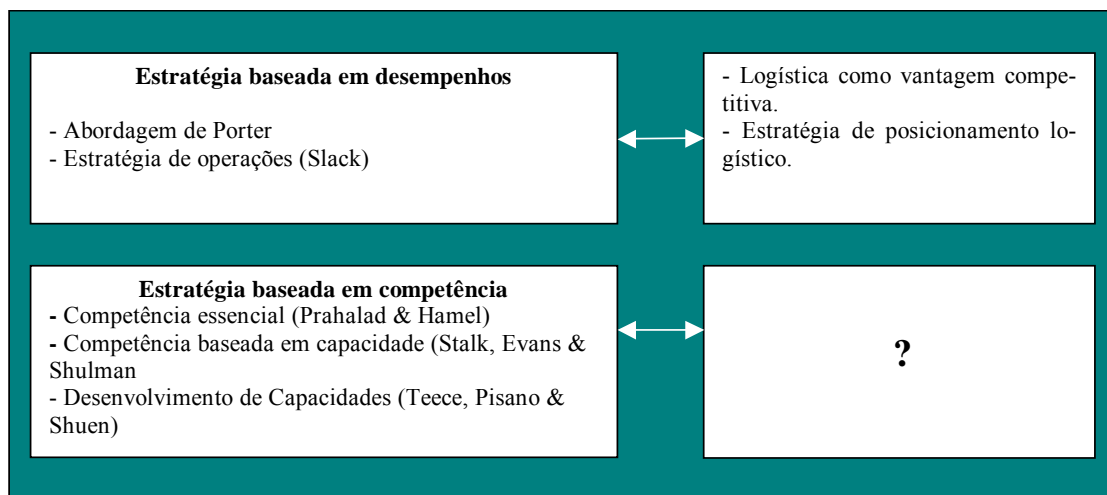 Estratégia baseada em desempenhos
- Abordagem de Porter
- Estratégia de operações (Slack)
- Logística como vantagem compe-
titiva.
- Estratégia de posicionamento lo-
gístico.
Estratégia baseada em competência
- Competência essencial (Prahalad & Hamel)
- Competência baseada em capacidade (Stalk, Evans &
Shulman
- Desenvolvimento de Capacidades (Teece, Pisano &
Shuen)
?